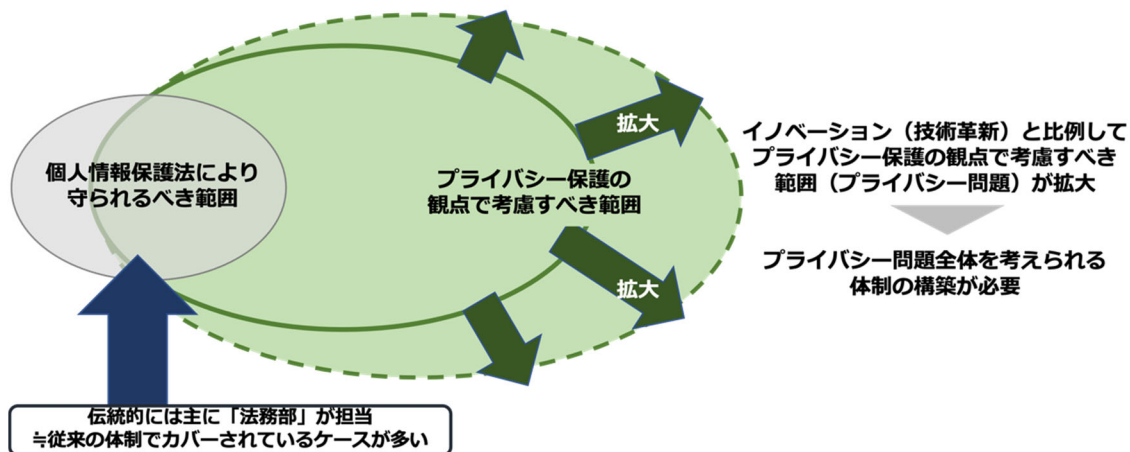 個人情報保護法により
守られるべき範囲
プライバシー保護の
観点で考慮すべき範囲
拡大
拡大
イノベーション（技術革新）と比例して
プライバシー保護の観点で考慮すべき
範囲（プライバシー問題）が拡大
プライバシー問題全体を考えられる
体制の構築が必要
伝統的には主に「法務部」が担当
≒従来の体制でカバーされているケースが多い